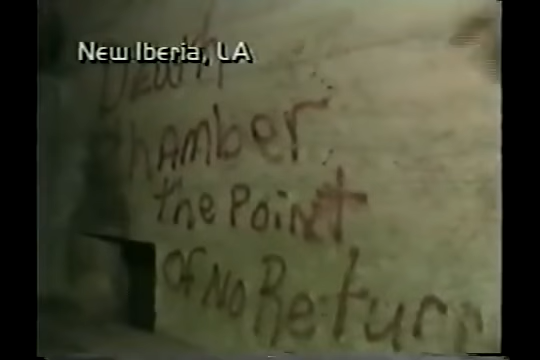 New Iberia, LA
Death
Chamber
the Point
of No Return